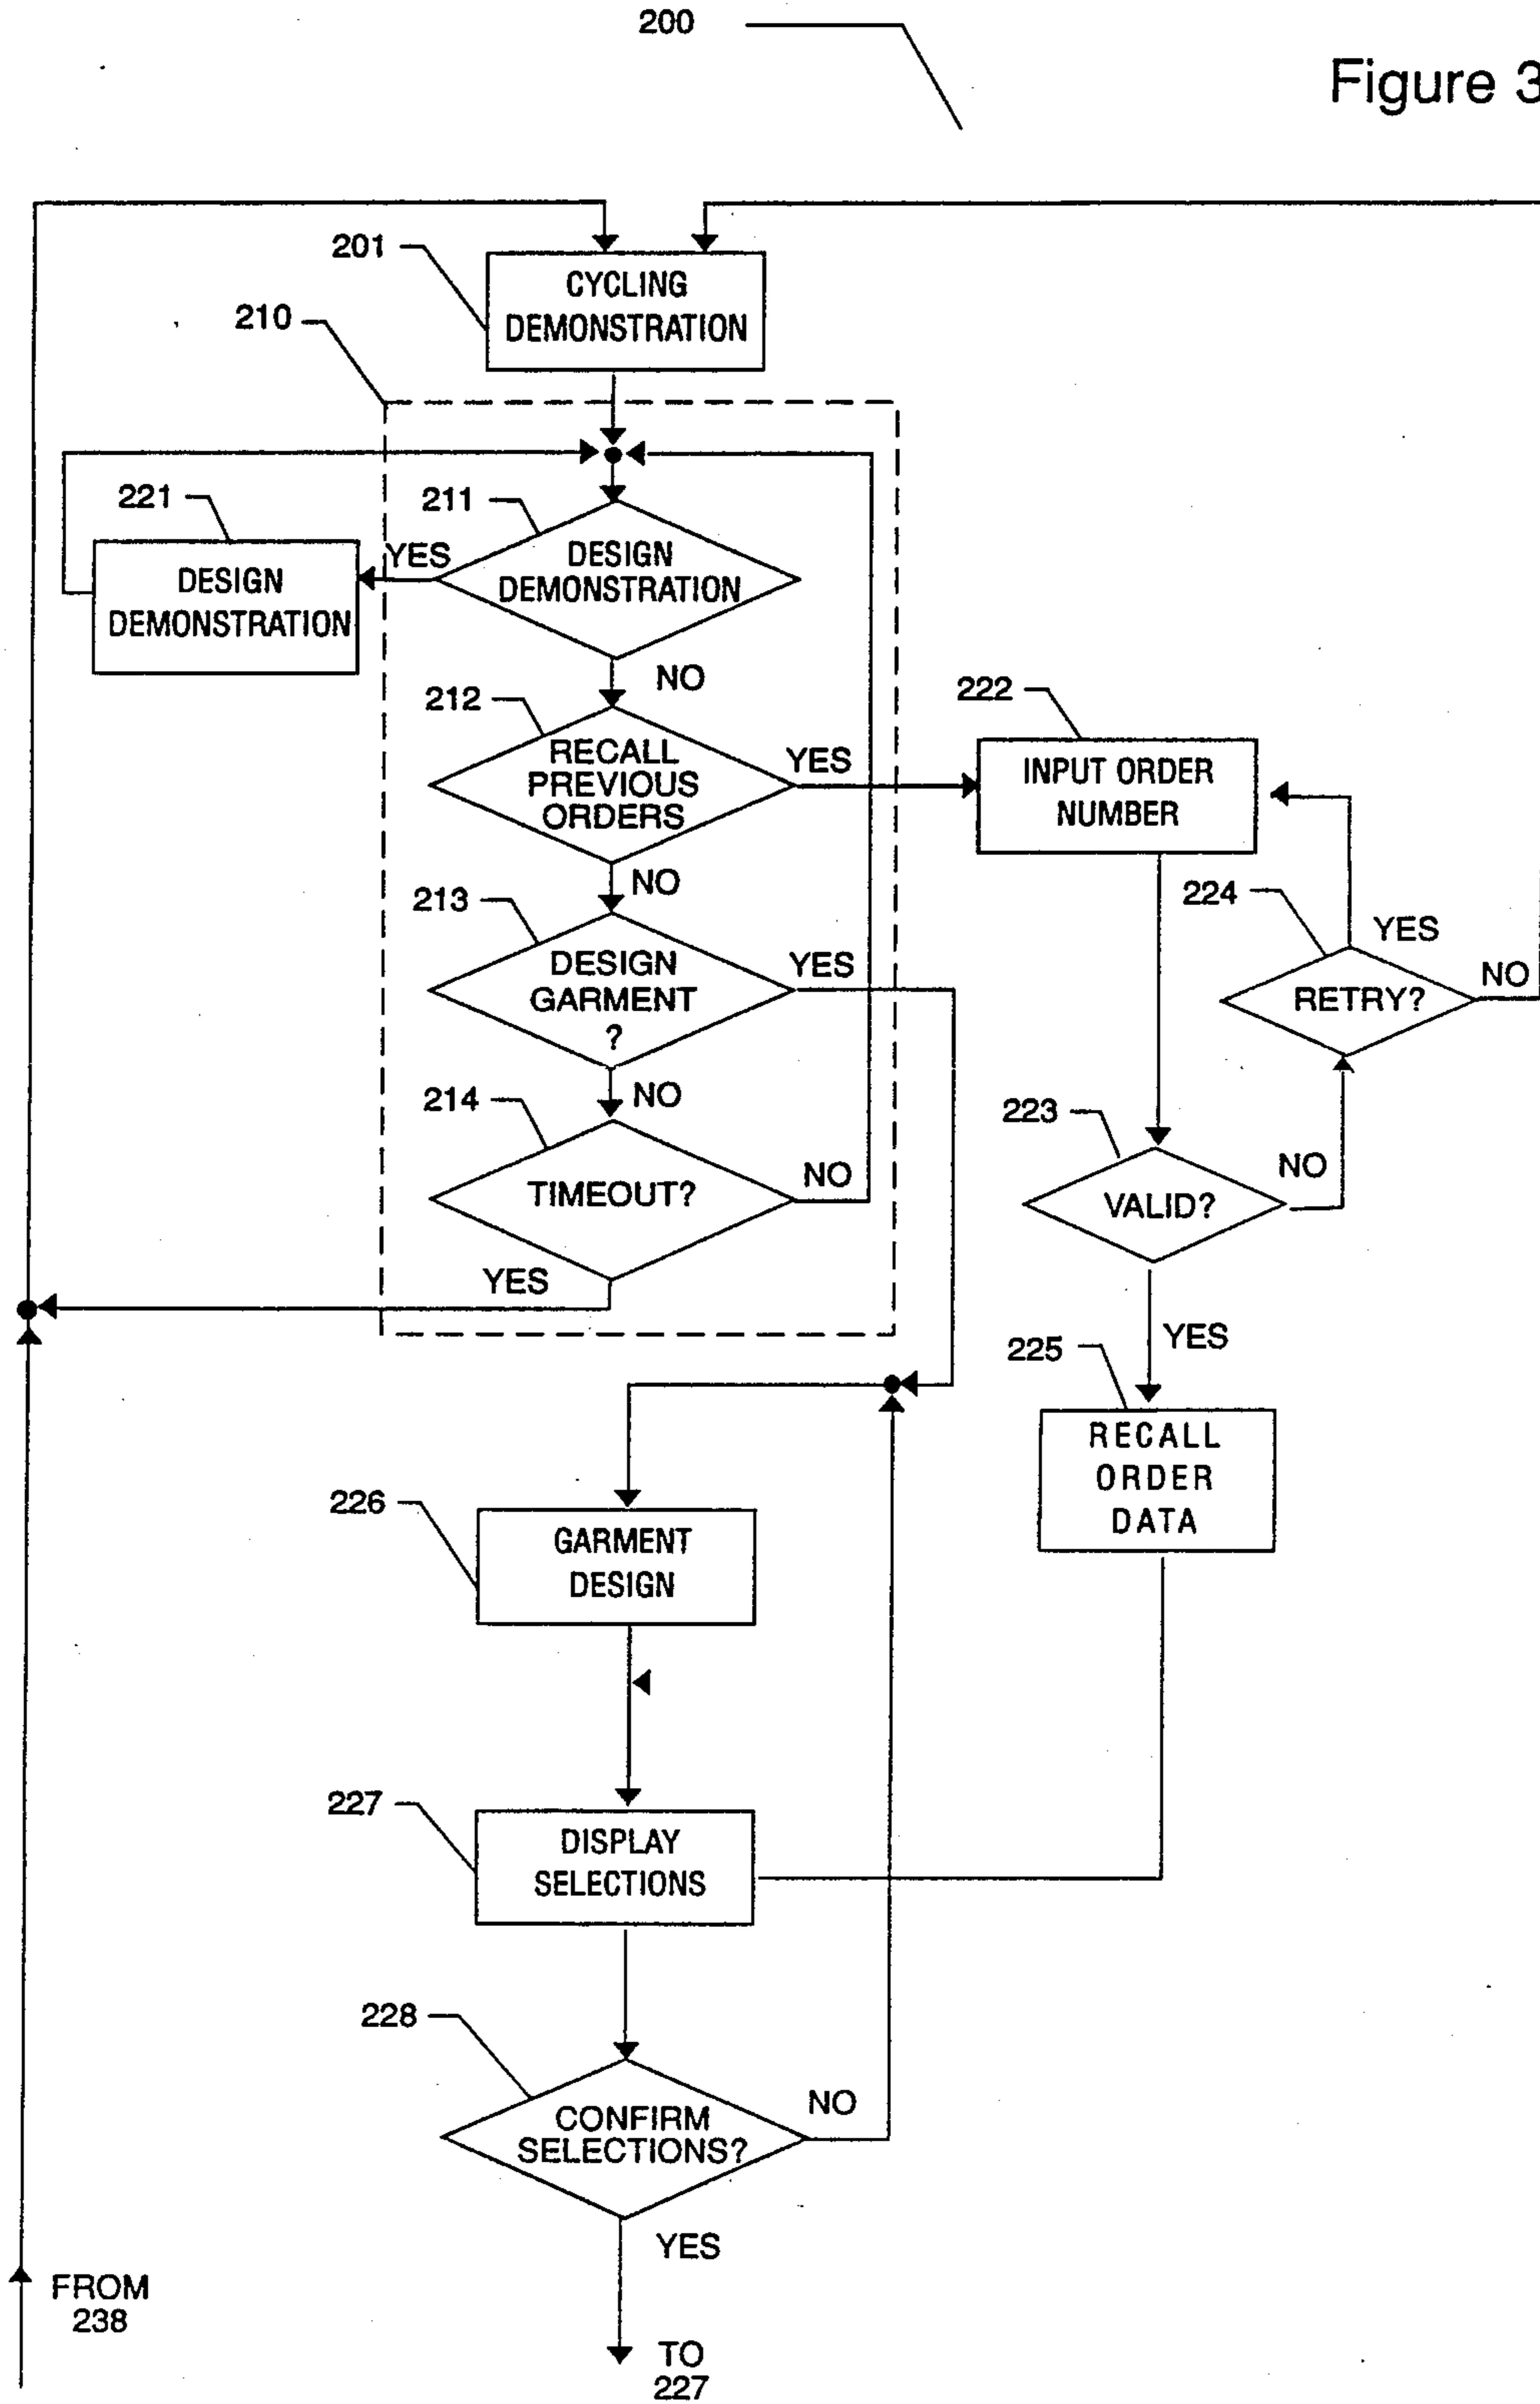 200
Figure 3
201
CYCLING
DEMONSTRATION
210
211
221
YES
DESIGN
DEMONSTRATION
DESIGN
DEMONSTRATION
NO
212
222
RECALL
PREVIOUS
ORDERS
YES
INPUT ORDER
NUMBER
NO
213
224
YES
DESIGN
GARMENT
?
YES
RETRY?
NO
NO
214
223
TIMEOUT?
NO
VALID?
NO
YES
YES
225
RECALL
ORDER
DATA
226
GARMENT
DESIGN
227
DISPLAY
SELECTIONS
228
CONFIRM
SELECTIONS?
NO
YES
FROM
238
TO
227